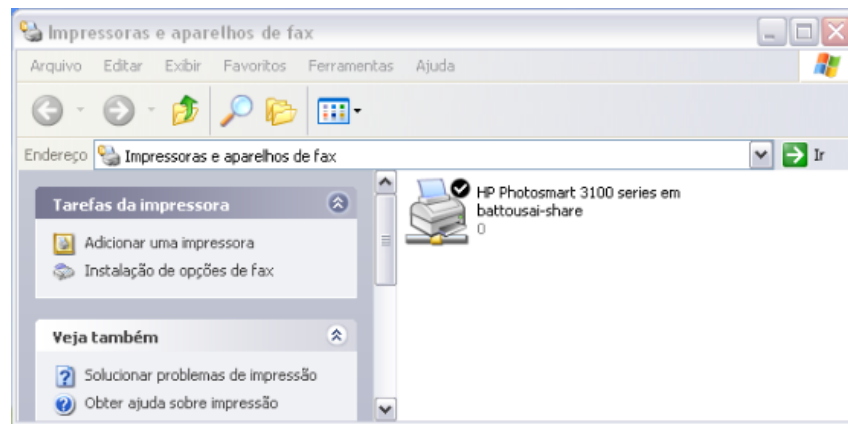 Impressoras e aparelhos de fax
Arquivo Editar Exibir Favoritos Ferramentas Ajuda
Endereço Impressoras e aparelhos de fax Ir
Tarefas da impressora
Adicionar uma impressora
Instalação de opções de fax
Veja também
Solucionar problemas de impressão
Obter ajuda sobre impressão
HP Photosmart 3100 series em
battousai-share
0